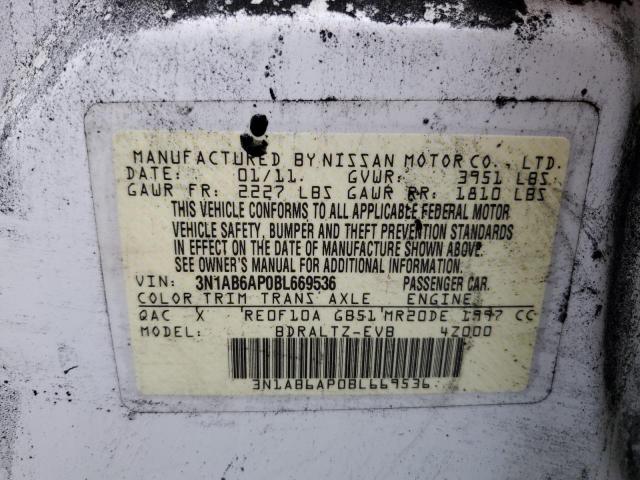 MANUFACTURED BY NISSAN MOTOR CO., LTD.
DATE: 01/11. GVWR: 3951 LBS
GAWR FR: 2227 LBS GAWR RR: 1810 LBS
THIS VEHICLE CONFORMS TO ALL APPLICABLE FEDERAL MOTOR
VEHICLE SAFETY, BUMPER AND THEFT PREVENTION STANDARDS
IN EFFECT ON THE DATE OF MANUFACTURE SHOWN ABOVE.
SEE OWNER'S MANUAL FOR ADDITIONAL INFORMATION.
VIN: 3N1AB6AP0BL669536 PASSENGER CAR.
COLOR TRIM TRANS AXLE ENGINE
QAC X RE0F10A GB51 MR20DE 1997 CC
MODEL: BDRALTZ-EVB 4Z000
3N1AB6AP0BL669536